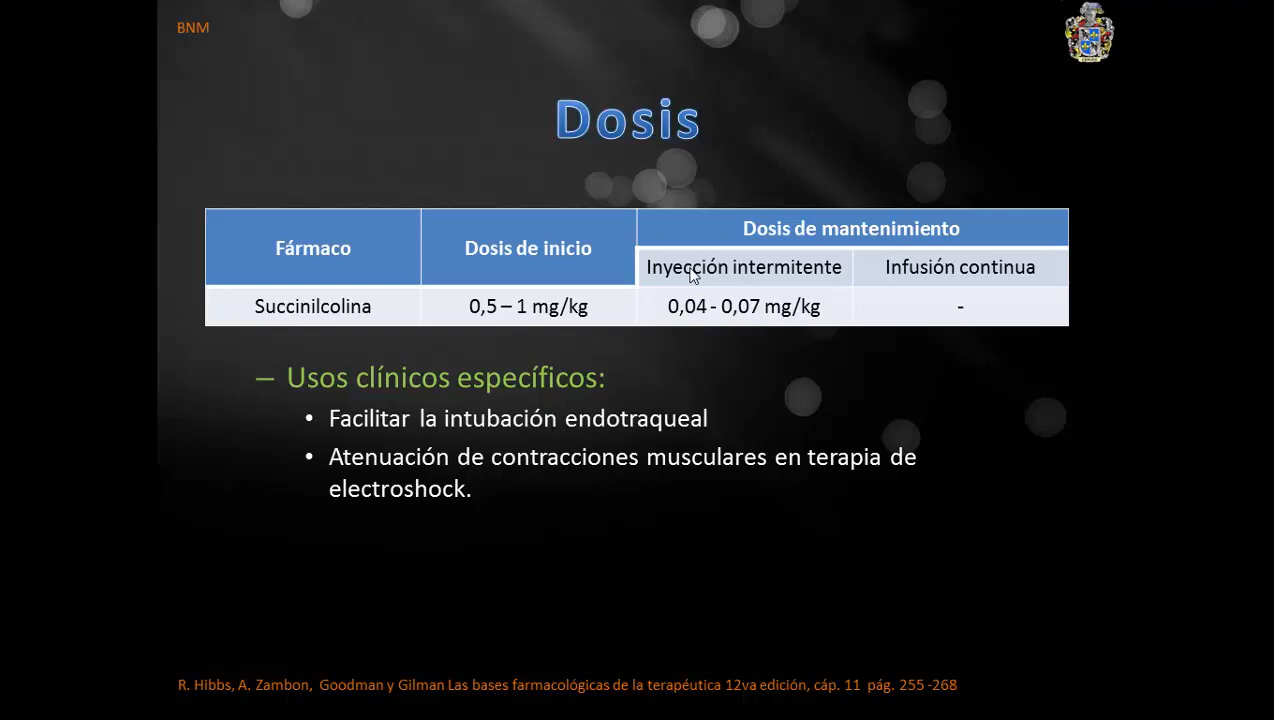 BNM
Dosis
Fármaco
Dosis de inicio
Dosis de mantenimiento
Inyección intermitente
Infusión continua
Succinilcolina
0,5 – 1 mg/kg
0,04 - 0,07 mg/kg
-
– Usos clínicos específicos:
• Facilitar la intubación endotraqueal
• Atenuación de contracciones musculares en terapia de
electroshock.
R. Hibbs, A. Zambon, Goodman y Gilman Las bases farmacológicas de la terapéutica 12va edición, cáp. 11 pág. 255 -268